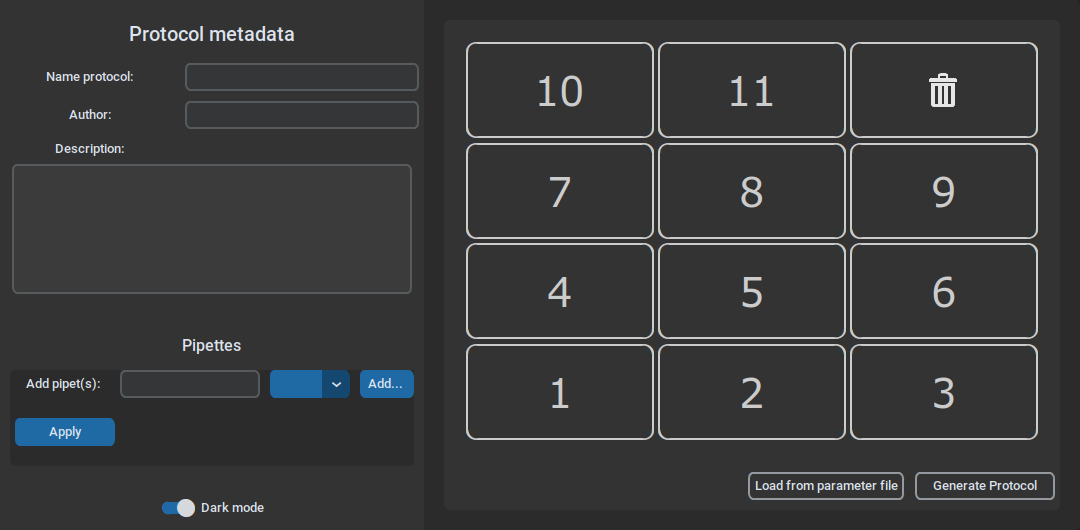 Protocol metadata
Name protocol:
Author:
Description:
Pipettes
Add pipet(s):
Add...
Apply
Dark mode
10 11
7 8 9
4 5 6
1 2 3
Load from parameter file
Generate Protocol